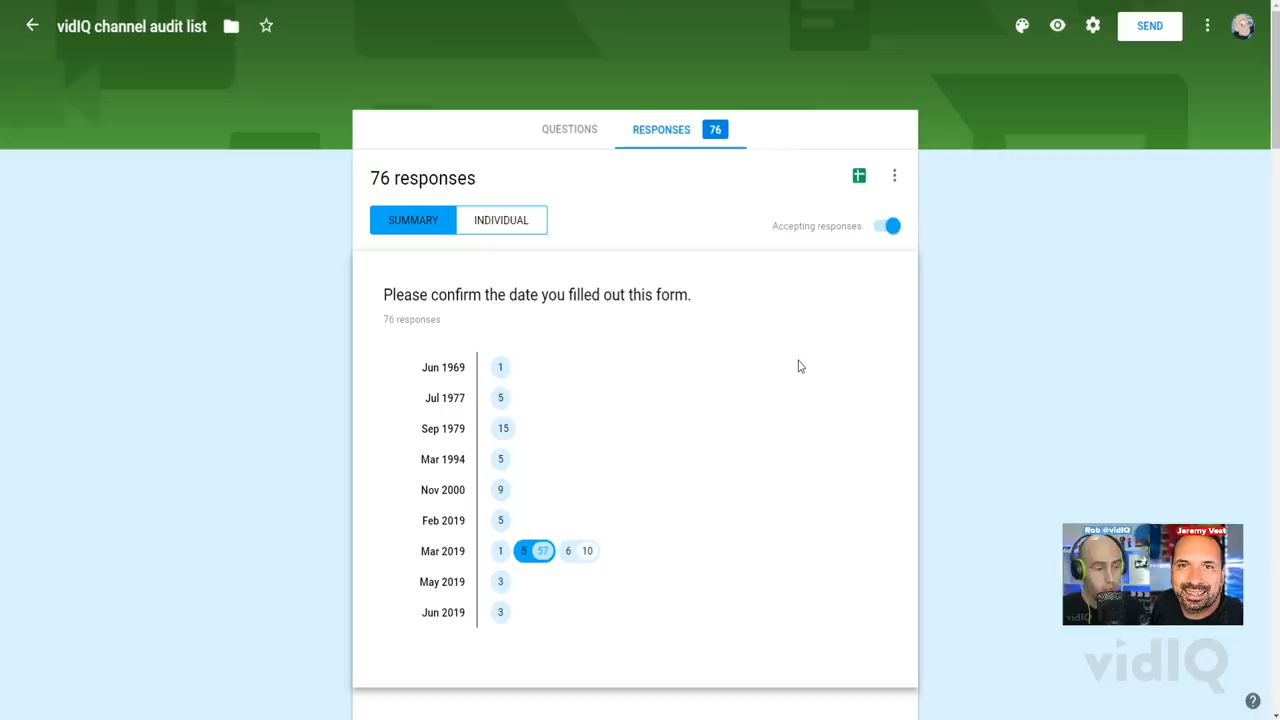 vidIQ channel audit list
SEND
QUESTIONS
RESPONSES 76
76 responses
SUMMARY
INDIVIDUAL
Accepting responses
Please confirm the date you filled out this form.
76 responses
Jun 1969 1
Jul 1977 5
Sep 1979 15
Mar 1994 5
Nov 2000 9
Feb 2019 5
Mar 2019 1 5 57 6 10
May 2019 3
Jun 2019 3
Rob @vidIQ
Jeremy Vest
vidIQ
vidIQ